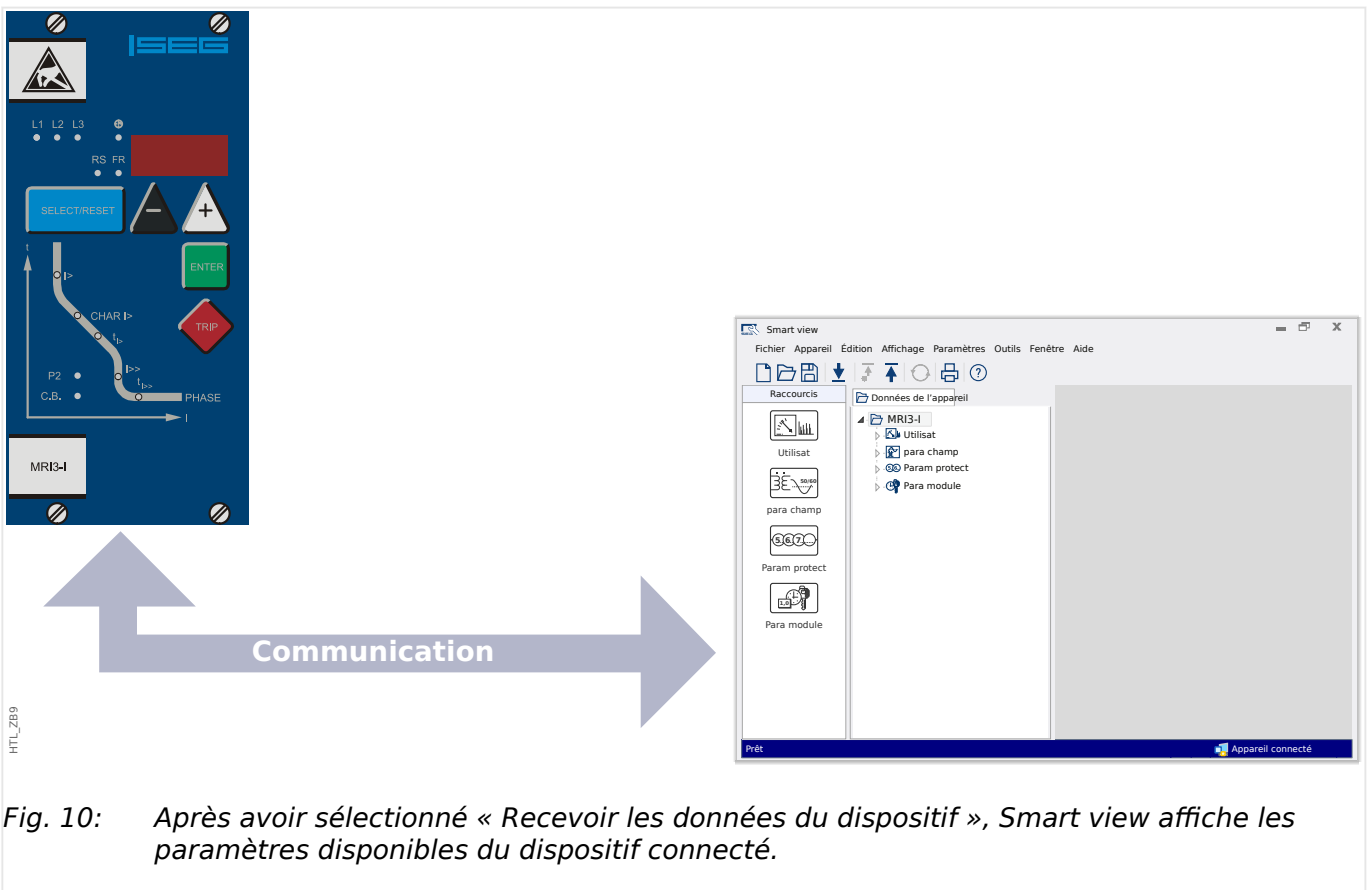 SEG
L1 L2 L3
RS FR
SELECT/RESET
-
+
t
ENTER
I>
CHAR I>
tI>
TRIP
I>>
tI>>
P2
C.B.
PHASE
I
MRI3-I
Communication
HTL_ZB9
Smart view
Fichier Appareil Édition Affichage Paramètres Outils Fenêtre Aide
Raccourcis
Données de l'appareil
MRI3-I
Utilisat
para champ
Param protect
Para module
Utilisat
50/60
para champ
5.6.7...
Param protect
1,0
Para module
Prêt
Appareil connecté
Fig. 10: Après avoir sélectionné « Recevoir les données du dispositif », Smart view affiche les
paramètres disponibles du dispositif connecté.